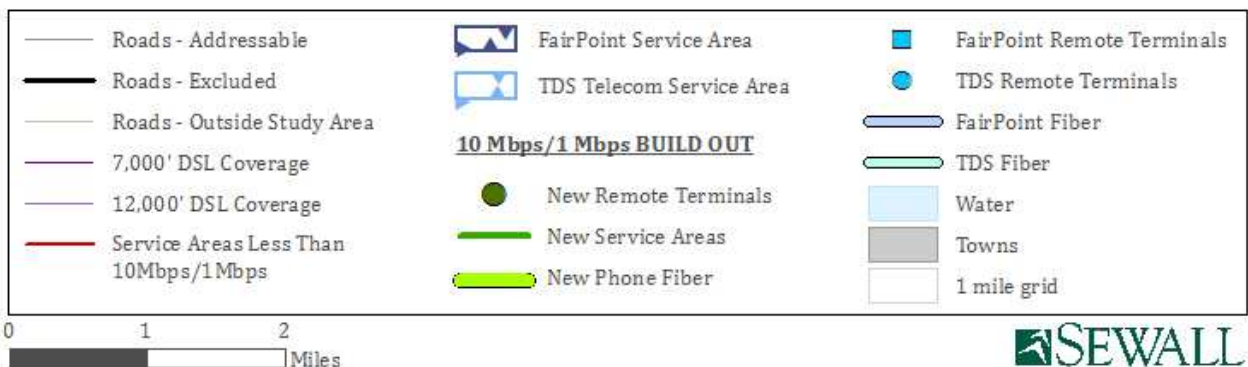 Roads - Addressable
Roads - Excluded
Roads - Outside Study Area
7,000' DSL Coverage
12,000' DSL Coverage
Service Areas Less Than
10Mbps/1Mbps
FairPoint Service Area
TDS Telecom Service Area
10 Mbps/1 Mbps BUILD OUT
New Remote Terminals
New Service Areas
New Phone Fiber
FairPoint Remote Terminals
TDS Remote Terminals
FairPoint Fiber
TDS Fiber
Water
Towns
1 mile grid
0 1 2
Miles
SEWALL